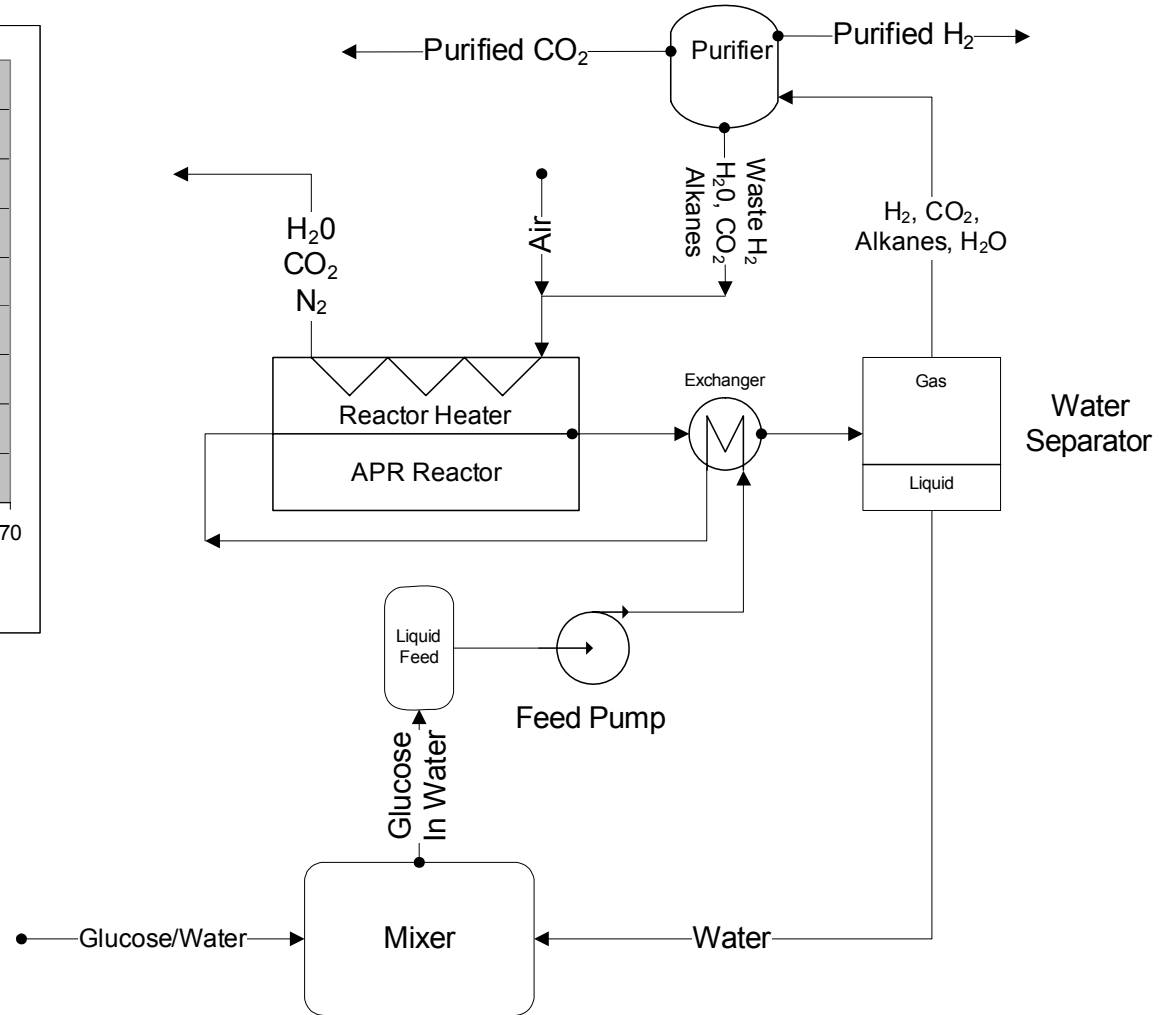 Purified CO₂
Purifier
Purified H₂
Waste H₂
H₂0, CO₂
Alkanes
Air
H₂0
CO₂
N₂
H₂, CO₂,
Alkanes, H₂O
Reactor Heater
APR Reactor
Exchanger
Gas
Liquid
Water
Separator
70
Liquid
Feed
Feed Pump
Glucose
In Water
Glucose/Water
Mixer
Water